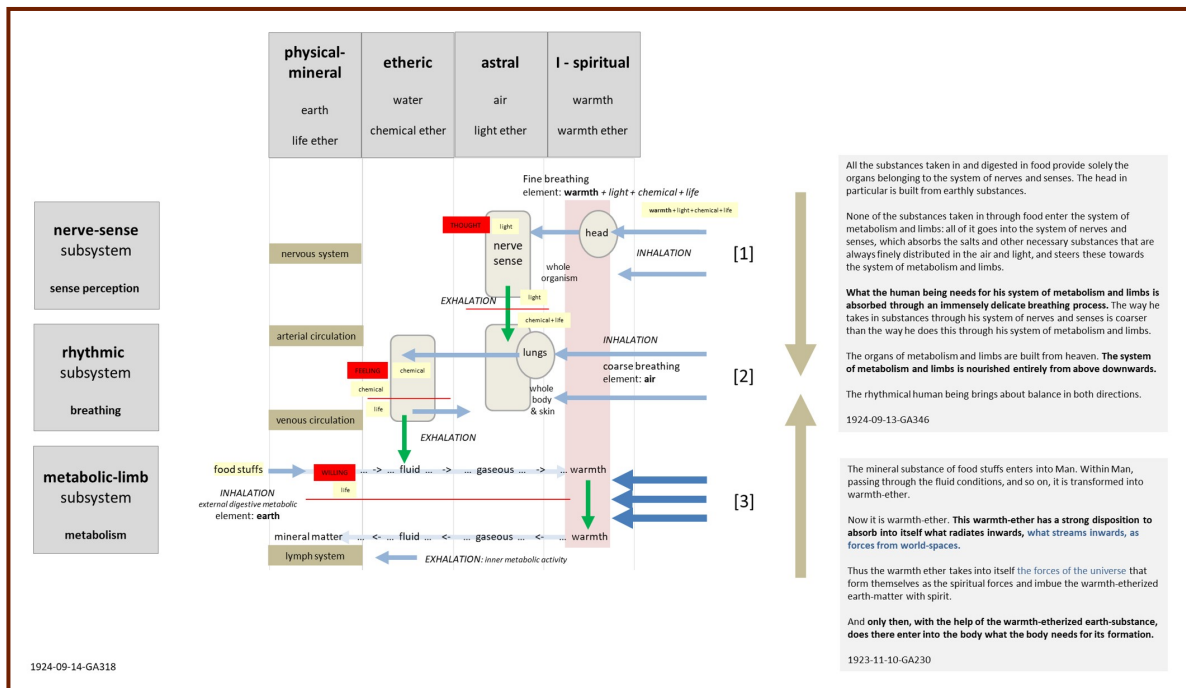 physical-
mineral
earth
life ether
etheric
water
chemical ether
astral
air
light ether
I - spiritual
warmth
warmth ether
nerve-sense
subsystem
sense perception
rhythmic
subsystem
breathing
metabolic-limb
subsystem
metabolism
Fine breathing
element: warmth + light + chemical + life
warmth + light + chemical + life
THOUGHT
light
head
nerve
sense
nervous system
INHALATION
[1]
whole
organism
EXHALATION
light
chemical + life
arterial circulation
lungs
INHALATION
coarse breathing
element: air
[2]
FEELING
chemical
chemical
life
whole
body
& skin
venous circulation
EXHALATION
food stuffs
WILLING
... -> ... fluid ... -> ... gaseous ... -> ... warmth
life
INHALATION
external digestive metabolic
element: earth
[3]
mineral matter ... <- ... fluid ... <- ... gaseous ... <- ... warmth
lymph system
EXHALATION: inner metabolic activity
All the substances taken in and digested in food provide solely the
organs belonging to the system of nerves and senses. The head in
particular is built from earthly substances.
None of the substances taken in through food enter the system of
metabolism and limbs: all of it goes into the system of nerves and
senses, which absorbs the salts and other necessary substances that are
always finely distributed in the air and light, and steers these towards
the system of metabolism and limbs.
What the human being needs for his system of metabolism and limbs is
absorbed through an immensely delicate breathing process. The way he
takes in substances through his system of nerves and senses is coarser
than the way he does this through his system of metabolism and limbs.
The organs of metabolism and limbs are built from heaven. The system
of metabolism and limbs is nourished entirely from above downwards.
The rhythmical human being brings about balance in both directions.
1924-09-13-GA346
The mineral substance of food stuffs enters into Man. Within Man,
passing through the fluid conditions, and so on, it is transformed into
warmth-ether.
Now it is warmth-ether. This warmth-ether has a strong disposition to
absorb into itself what radiates inwards, what streams inwards, as
forces from world-spaces.
Thus the warmth ether takes into itself the forces of the universe that
form themselves as the spiritual forces and imbue the warmth-etherized
earth-matter with spirit.
And only then, with the help of the warmth-etherized earth-substance,
does there enter into the body what the body needs for its formation.
1923-11-10-GA230
1924-09-14-GA318